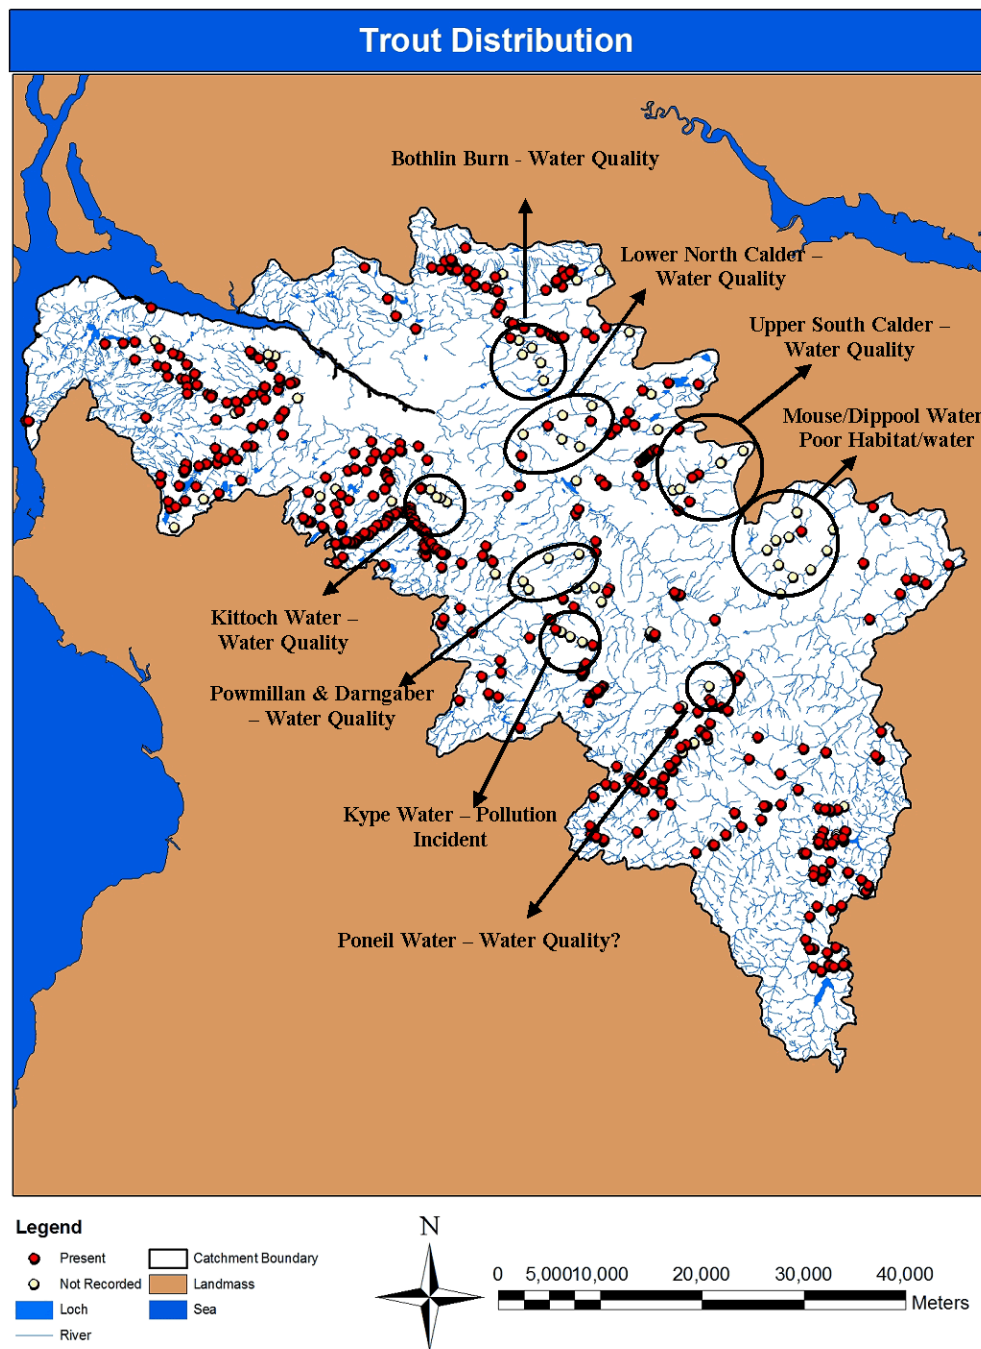 Trout Distribution
Bothlin Burn - Water Quality
Lower North Calder –
Water Quality
Upper South Calder –
Water Quality
Mouse/Dippool Water
Poor Habitat/water
Kittoch Water –
Water Quality
Powmillan & Darngaber
– Water Quality
Kype Water – Pollution
Incident
Poneil Water – Water Quality?
Legend
Present
Not Recorded
Loch
River
Catchment Boundary
Landmass
Sea
N
0 5,000 10,000 20,000 30,000 40,000
Meters